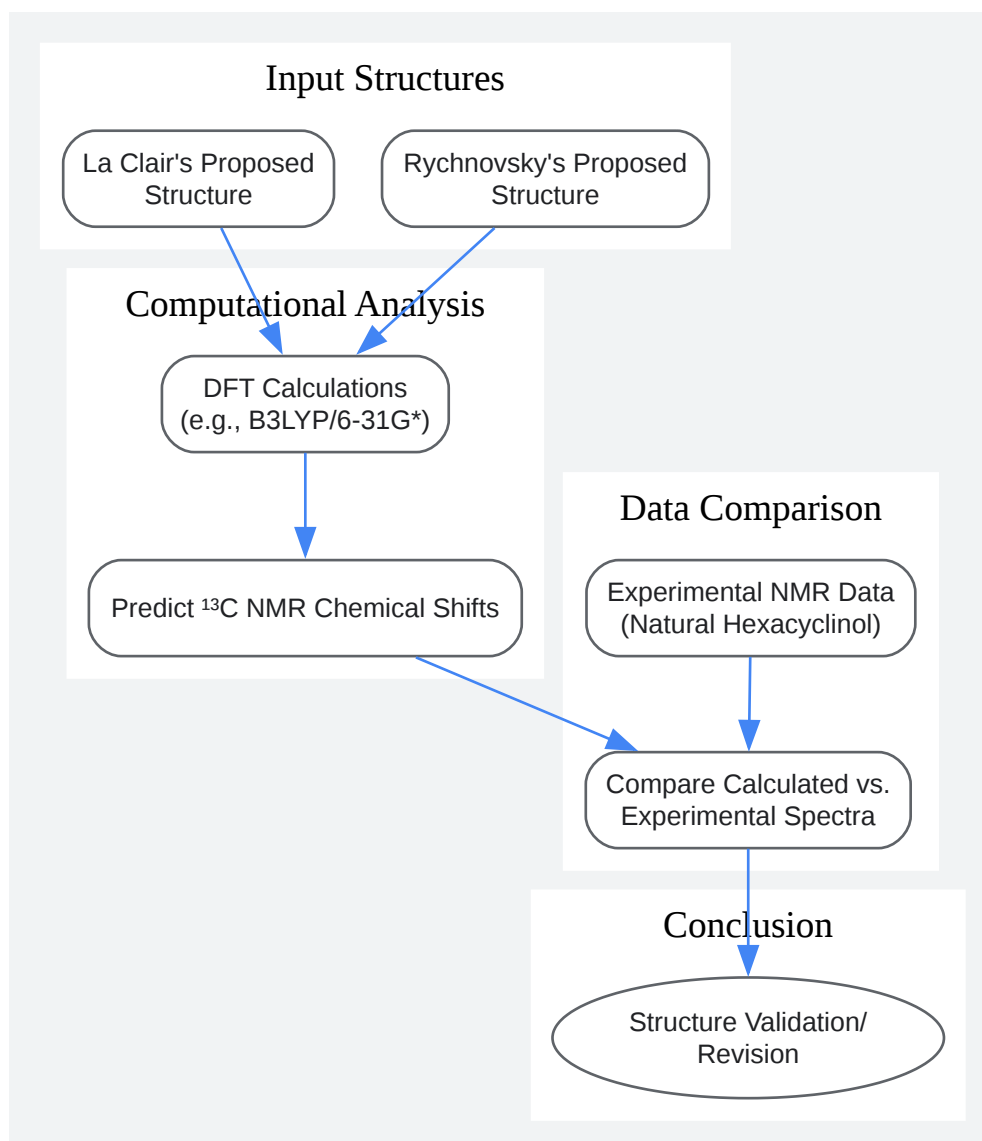 Input Structures
La Clair's Proposed
Structure
Rychnovsky's Proposed
Structure
Computational Analysis
DFT Calculations
(e.g., B3LYP/6-31G*)
Predict ¹³C NMR Chemical Shifts
Data Comparison
Experimental NMR Data
(Natural Hexacyclinol)
Compare Calculated vs.
Experimental Spectra
Conclusion
Structure Validation/
Revision